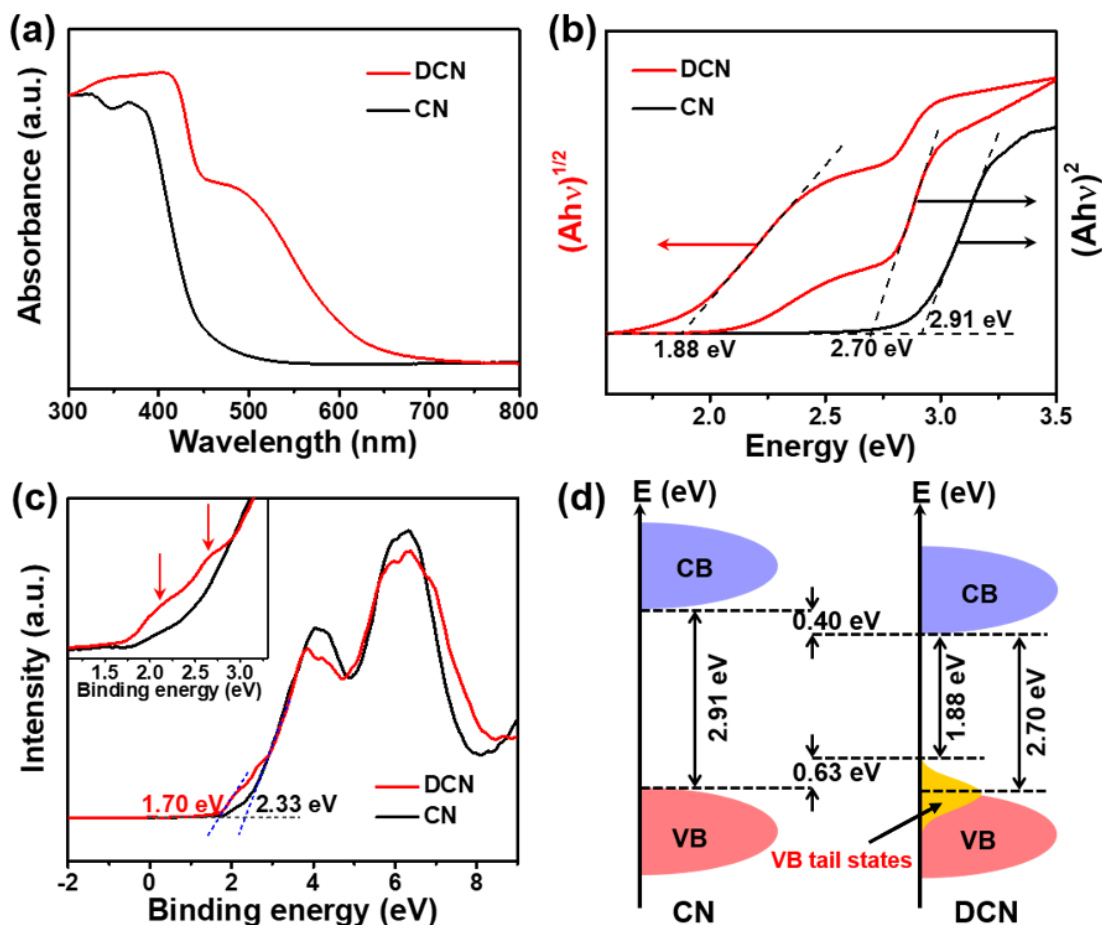 (a)
Absorbance (a.u.)
DCN
CN
300 400 500 600 700 800
Wavelength (nm)
(b)
(Ahν)1/2
DCN
CN
(Ahν)2
2.91 eV
1.88 eV
2.70 eV
2.0 2.5 3.0 3.5
Energy (eV)
(c)
Intensity (a.u.)
1.5 2.0 2.5 3.0
Binding energy (eV)
1.70 eV
2.33 eV
DCN
CN
-2 0 2 4 6 8
Binding energy (eV)
(d)
E (eV)
E (eV)
CB
CB
0.40 eV
2.91 eV
1.88 eV
2.70 eV
0.63 eV
VB
VB
VB tail states
CN
DCN